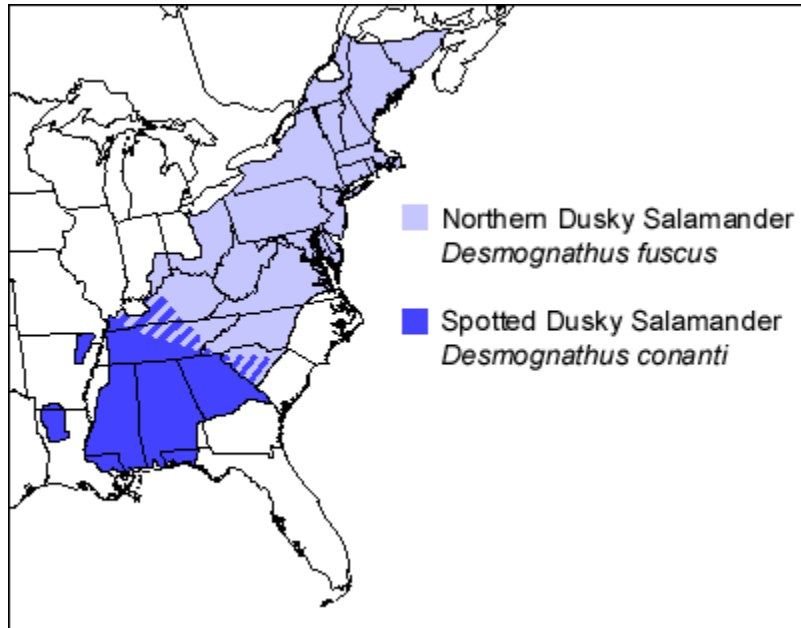 Northern Dusky Salamander
Desmognathus fuscus
Spotted Dusky Salamander
Desmognathus conanti